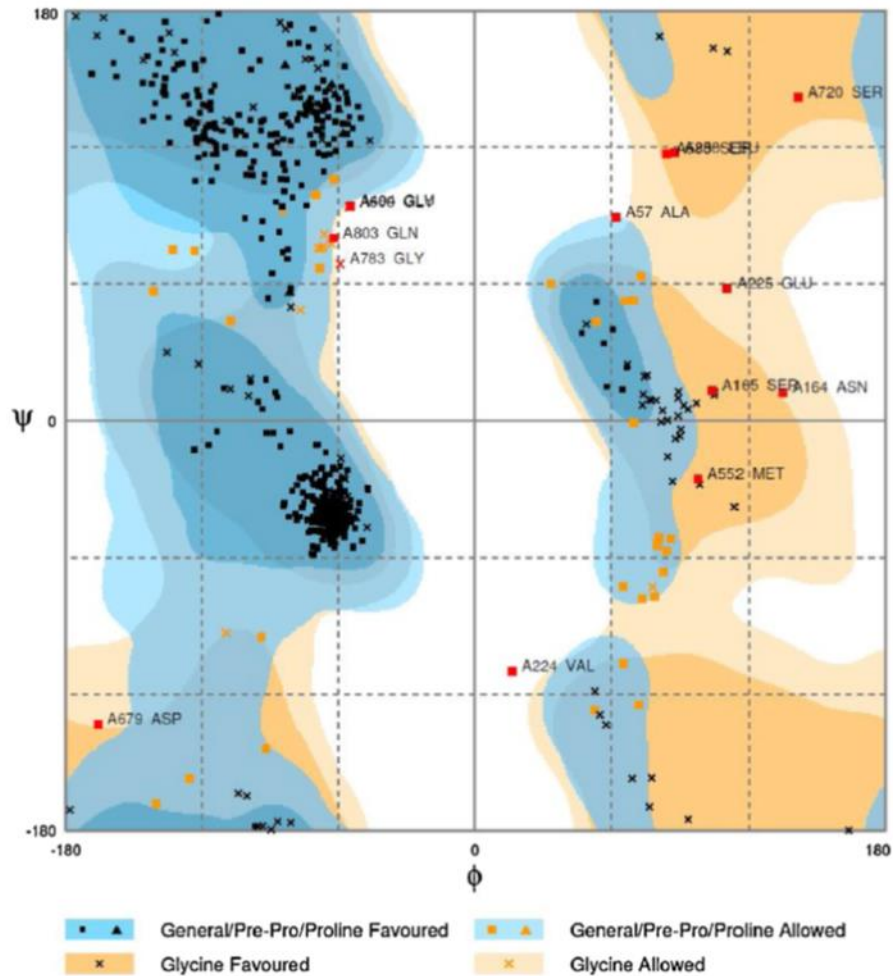 180
A720 SER
A57 ALA
A803 GLN
A783 GLY
A225 GLU
A165 SER
A164 ASN
Ψ
0
A552 MET
A224 VAL
A679 ASP
-180
-180
0
180
ϕ
General/Pre-Pro/Proline Favoured
General/Pre-Pro/Proline Allowed
Glycine Favoured
Glycine Allowed